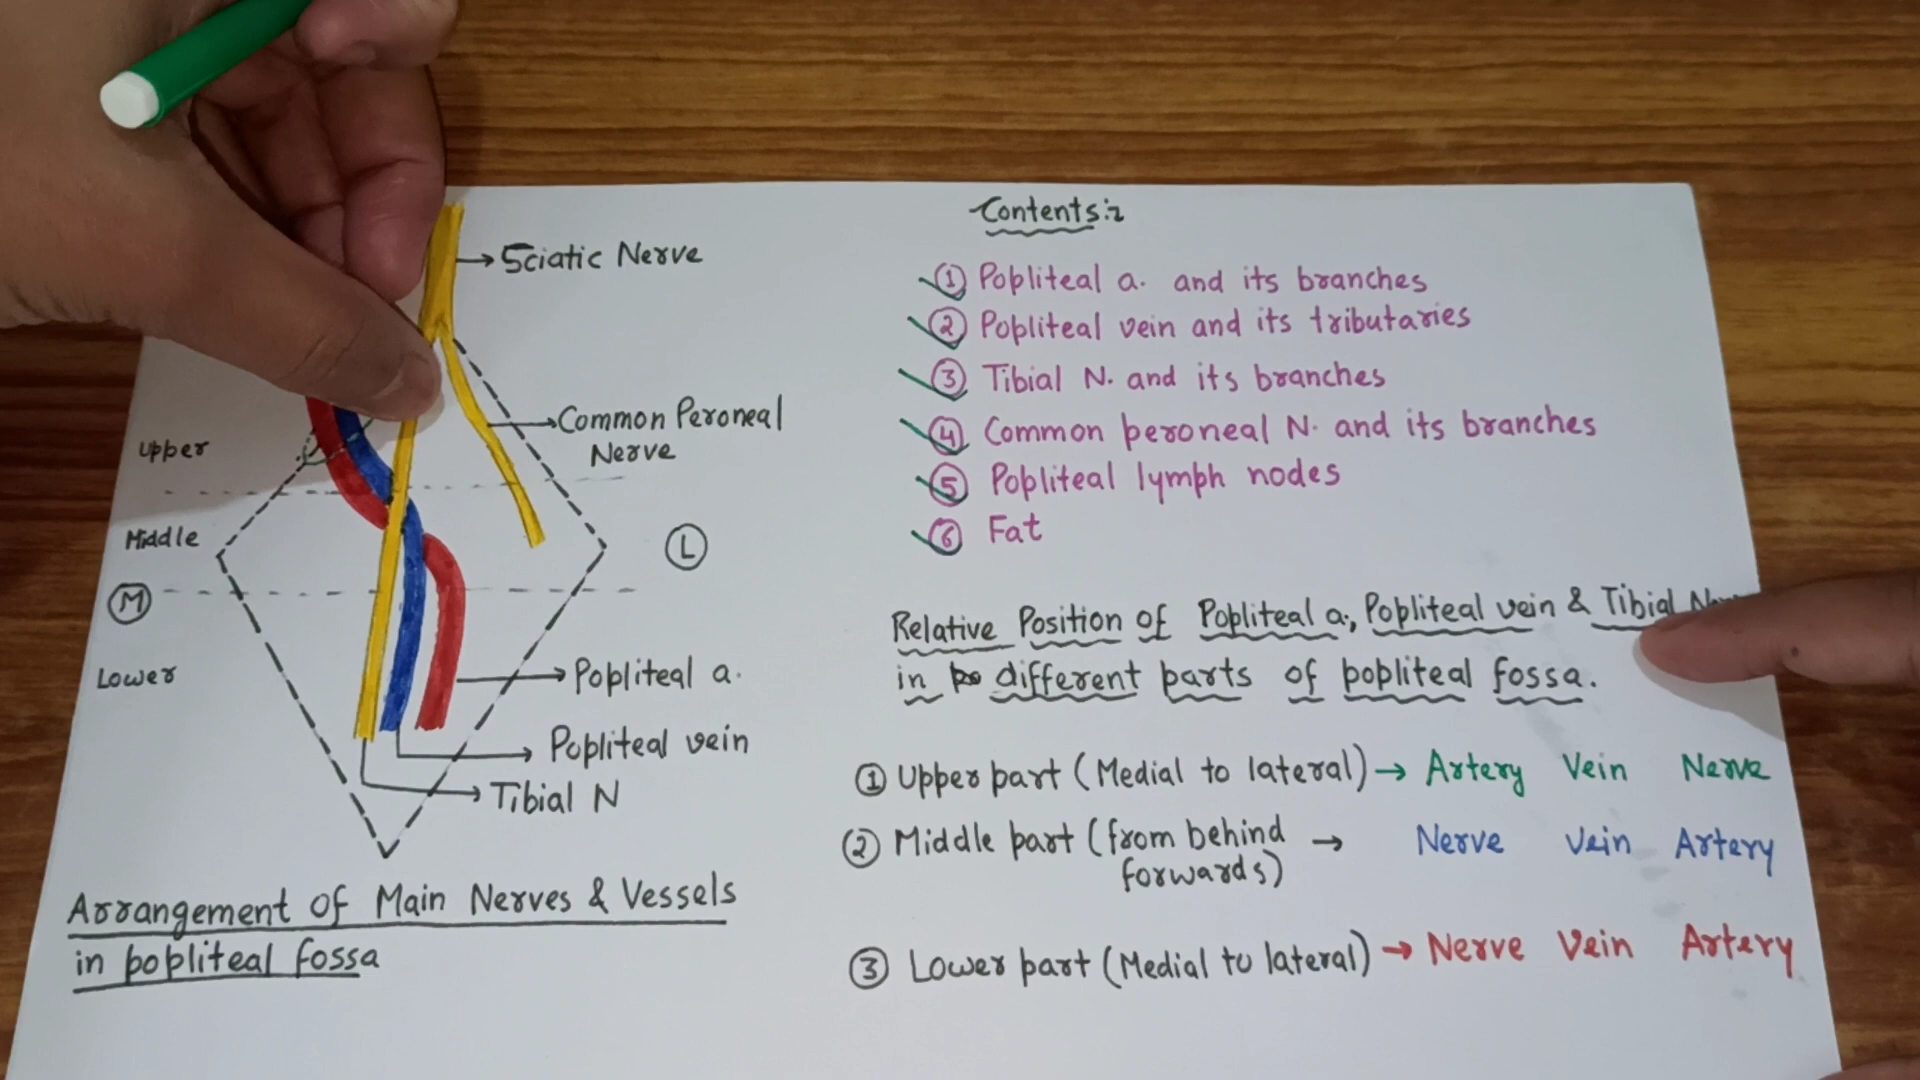 Sciatic Nerve
Common Peroneal
Nerve
Upper
Middle
M
L
Lower
Popliteal a.
Popliteal vein
Tibial N
Arrangement of Main Nerves & Vessels
in popliteal fossa
Contents:
① Popliteal a. and its branches
② Popliteal vein and its tributaries
③ Tibial N. and its branches
④ Common peroneal N. and its branches
⑤ Popliteal lymph nodes
⑥ Fat
Relative Position of Popliteal a., Popliteal vein & Tibial
in different parts of popliteal fossa.
① Upper part (Medial to lateral) → Artery Vein Nerve
② Middle part (from behind → Nerve Vein Artery
forwards)
③ Lower part (Medial to lateral) → Nerve Vein Artery